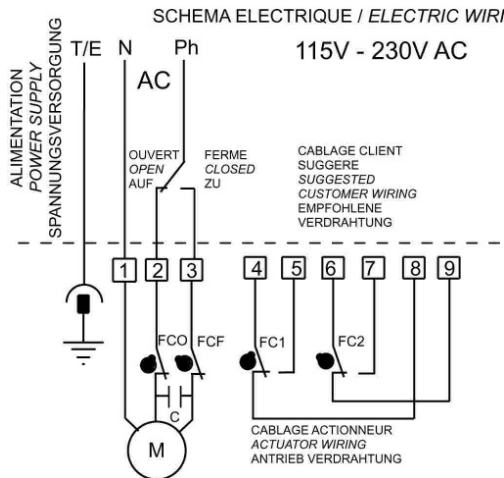 SCHEMA ELECTRIQUE / ELECTRIC WIRI
T/E N Ph
115V - 230V AC
AC
ALIMENTATION
POWER SUPPLY
SPANNUNGSVERSORGUNG
OUVERT
OPEN
AUF
FERME
CLOSED
ZU
CABLAGE CLIENT
SUGGERE
SUGGESTED
CUSTOMER WIRING
EMPFOHLENE
VERDRAHTUNG
1 2 3 4 5 6 7 8 9
FCO FCF FC1 FC2
C
M
CABLAGE ACTIONNEUR
ACTUATOR WIRING
ANTRIEB VERDRAHTUNG